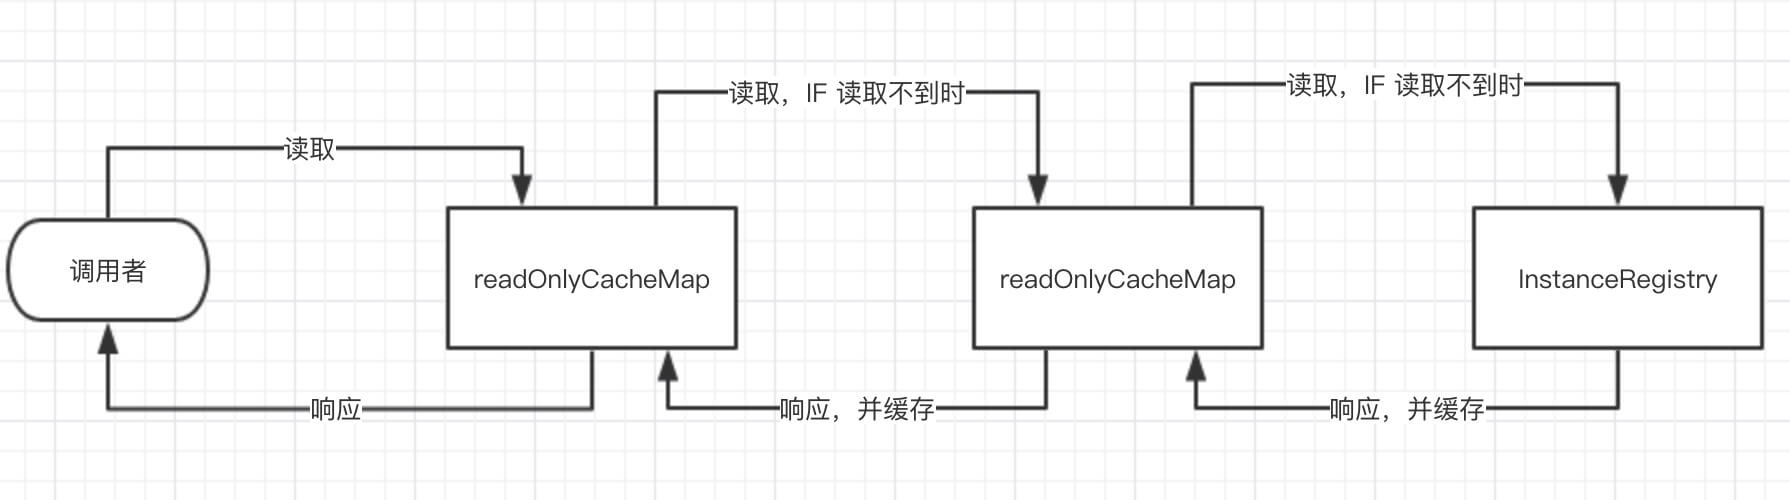 读取，IF 读取不到时
读取，IF 读取不到时
读取
调用者
readOnlyCacheMap
readOnlyCacheMap
InstanceRegistry
响应
响应，并缓存
响应，并缓存